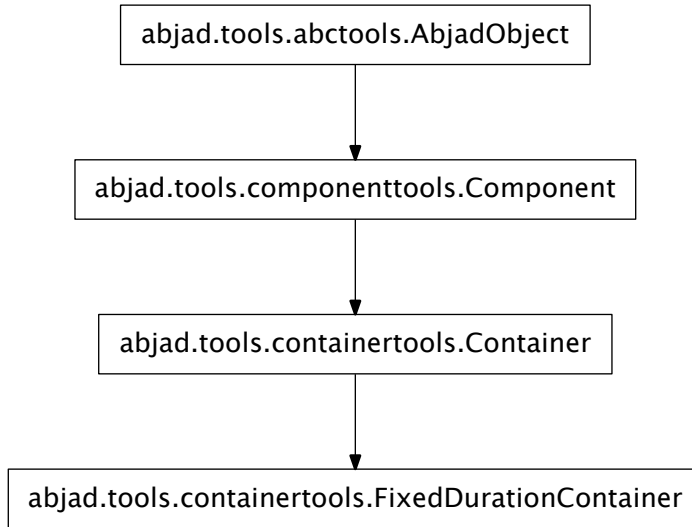 abjad.tools.abctools.AbjadObject
abjad.tools.componenttools.Component
abjad.tools.containertools.Container
abjad.tools.containertools.FixedDurationContainer